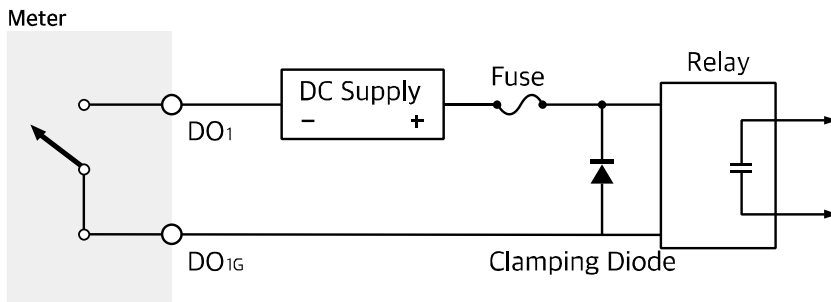 Meter
DC Supply
− +
Fuse
Relay
DO1
DO1G
Clamping Diode